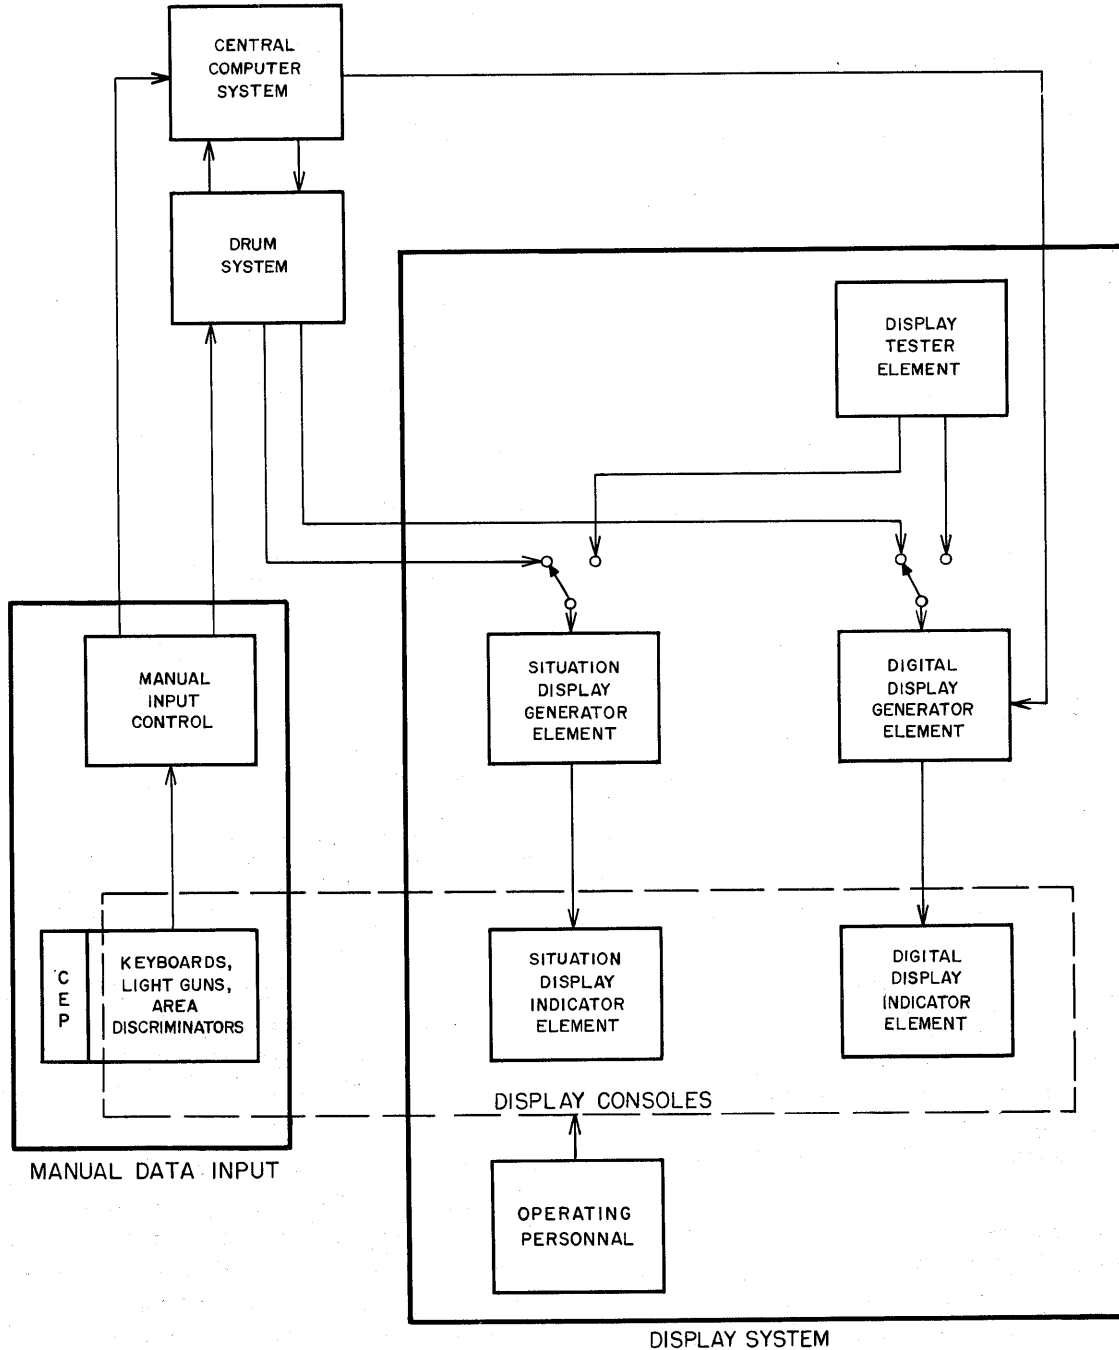 CENTRAL
COMPUTER
SYSTEM
DRUM
SYSTEM
DISPLAY
TESTER
ELEMENT
MANUAL
INPUT
CONTROL
SITUATION
DISPLAY
GENERATOR
ELEMENT
DIGITAL
DISPLAY
GENERATOR
ELEMENT
C
E
P
KEYBOARDS,
LIGHT GUNS,
AREA
DISCRIMINATORS
SITUATION
DISPLAY
INDICATOR
ELEMENT
DIGITAL
DISPLAY
INDICATOR
ELEMENT
DISPLAY CONSOLES
MANUAL DATA INPUT
OPERATING
PERSONNAL
DISPLAY SYSTEM